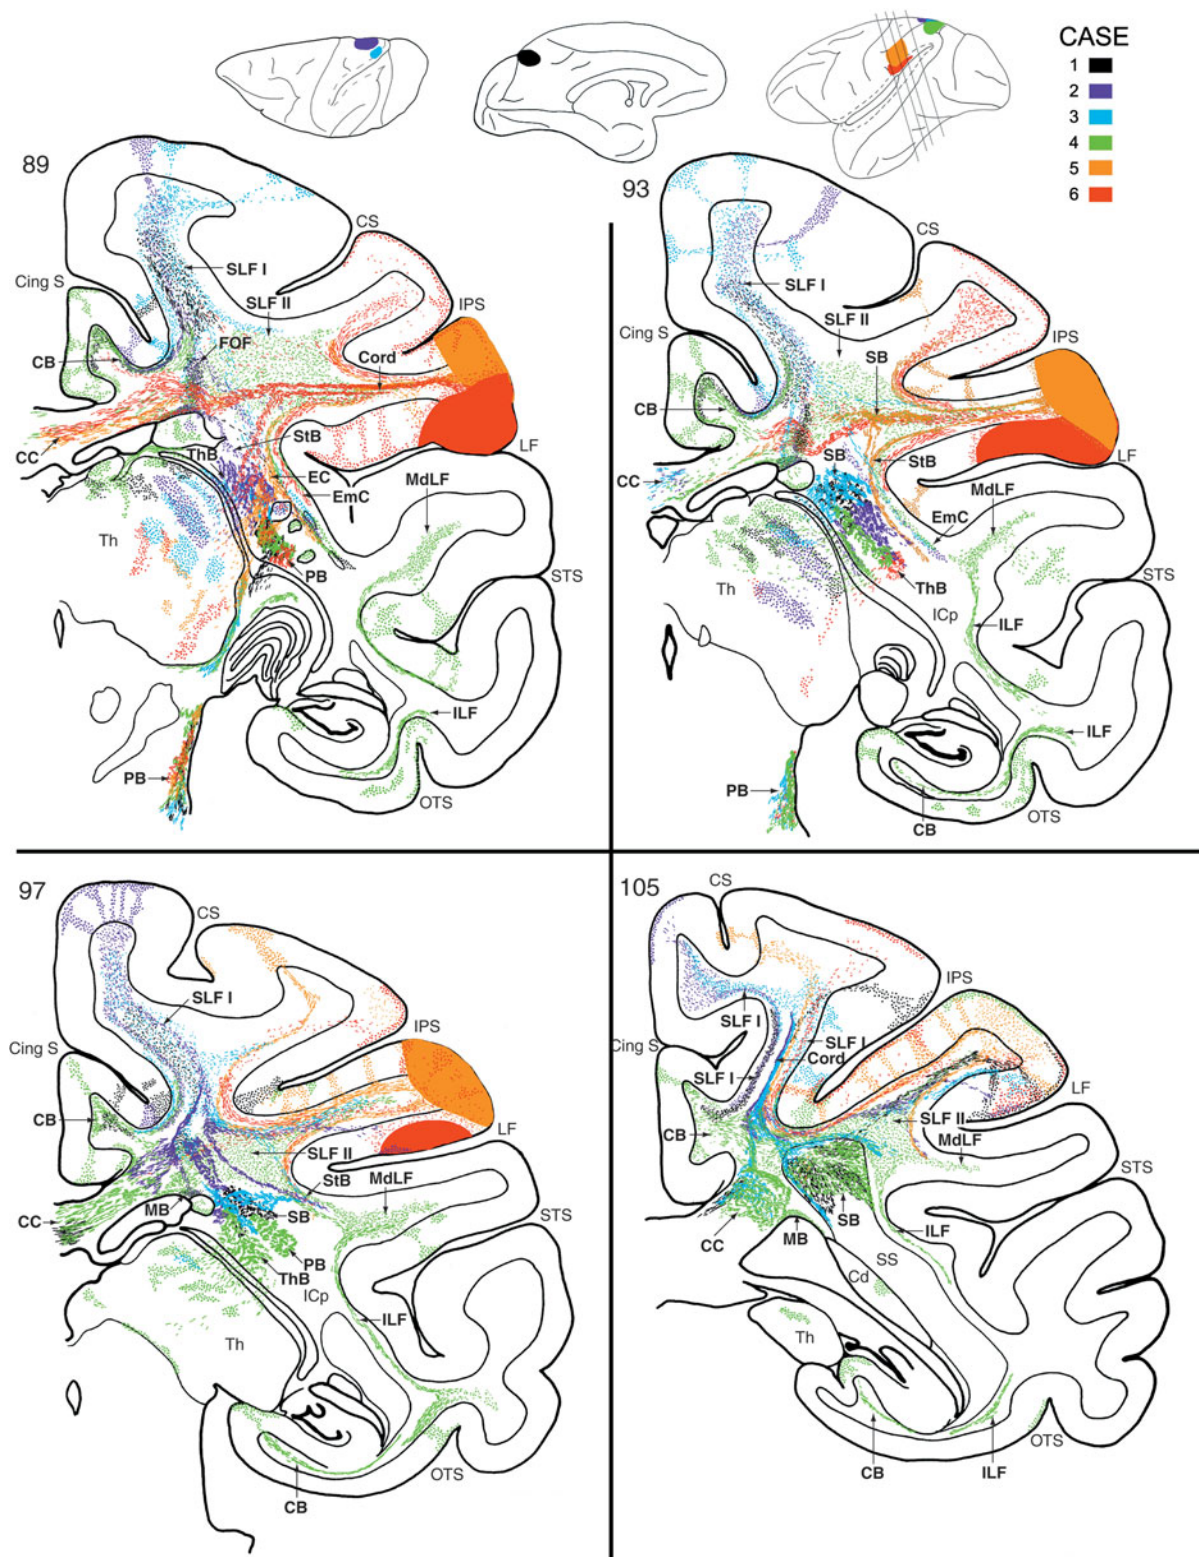 CASE
1
2
3
4
5
6
89
CS
Cing S
SLF I
SLF II
IPS
FOF
CB
Cord
CC
ThB
StB
LF
EC
EmC
MdLF
Th
PB
STS
ILF
PB
OTS
93
CS
SLF I
SLF II
Cing S
IPS
SB
CB
LF
SB
StB
CC
MdLF
EmC
Th
ThB
STS
ICp
ILF
ILF
PB
CB
OTS
97
CS
SLF I
IPS
Cing S
CB
LF
SLF II
StB
MdLF
MB
CC
SB
STS
PB
ThB
ICp
Th
ILF
OTS
CB
105
CS
IPS
SLF I
Cing S
SLF I
Cord
SLF I
LF
CB
SLF II
MdLF
STS
SB
CC
MB
ILF
SS
Cd
Th
OTS
CB
ILF